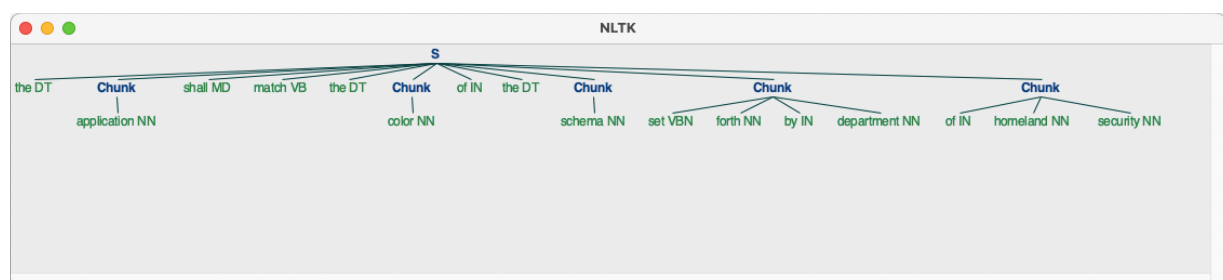 NLTK
S
the DT Chunk shall MD match VB the DT Chunk of IN the DT Chunk Chunk Chunk
application NN color NN schema NN set VBN forth NN by IN department NN of IN homeland NN security NN